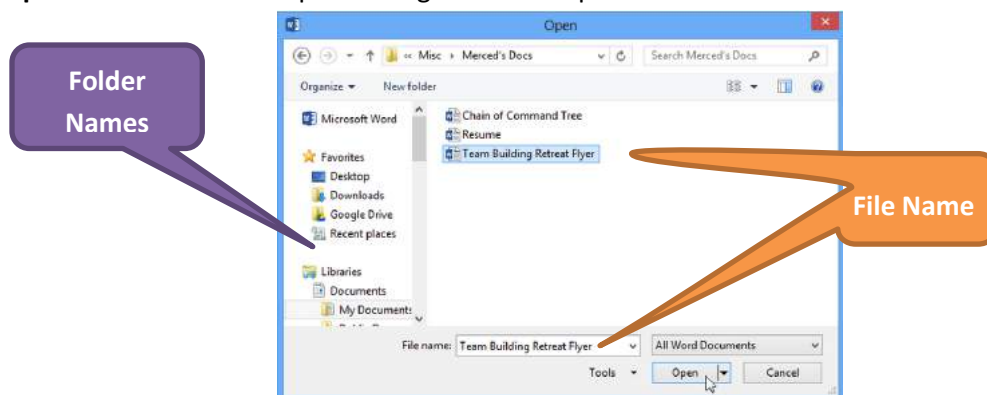 Open
« Misc › Merced's Docs
Search Merced's Docs
Organize
New folder
Folder
Names
Microsoft Word
Favorites
Desktop
Downloads
Google Drive
Recent places
Libraries
Documents
My Documents
Chain of Command Tree
Resume
Team Building Retreat Flyer
File Name
File name:
Team Building Retreat Flyer
All Word Documents
Tools
Open
Cancel